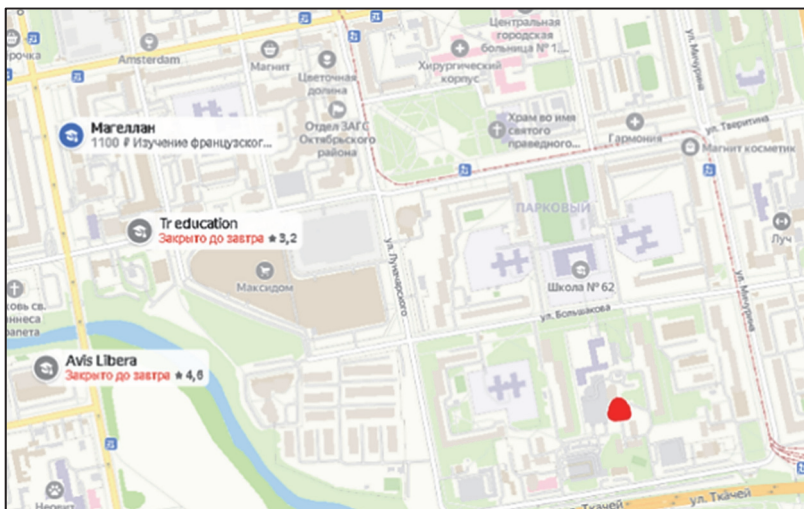 Центральная
городская
больница № 1,...
Amsterdam
Магнит
Хирургический
корпус
Цветочная
долина
ул. Мичурина
Магеллан
1100 ₽ Изучение французског...
Отдел ЗАГС
Октябрьского
района
Храм во имя
святого
праведного...
Гармония
ул. Тверитина
Магнит косметик
ПАРКОВЫЙ
Tr education
Закрыто до завтра ★ 3,2
Луч
ул. Луначарского
Максидом
Школа № 62
ул. Мичурина
ул. Большакова
Avis Libera
Закрыто до завтра ★ 4,6
ул. Ткачей
Ткачей